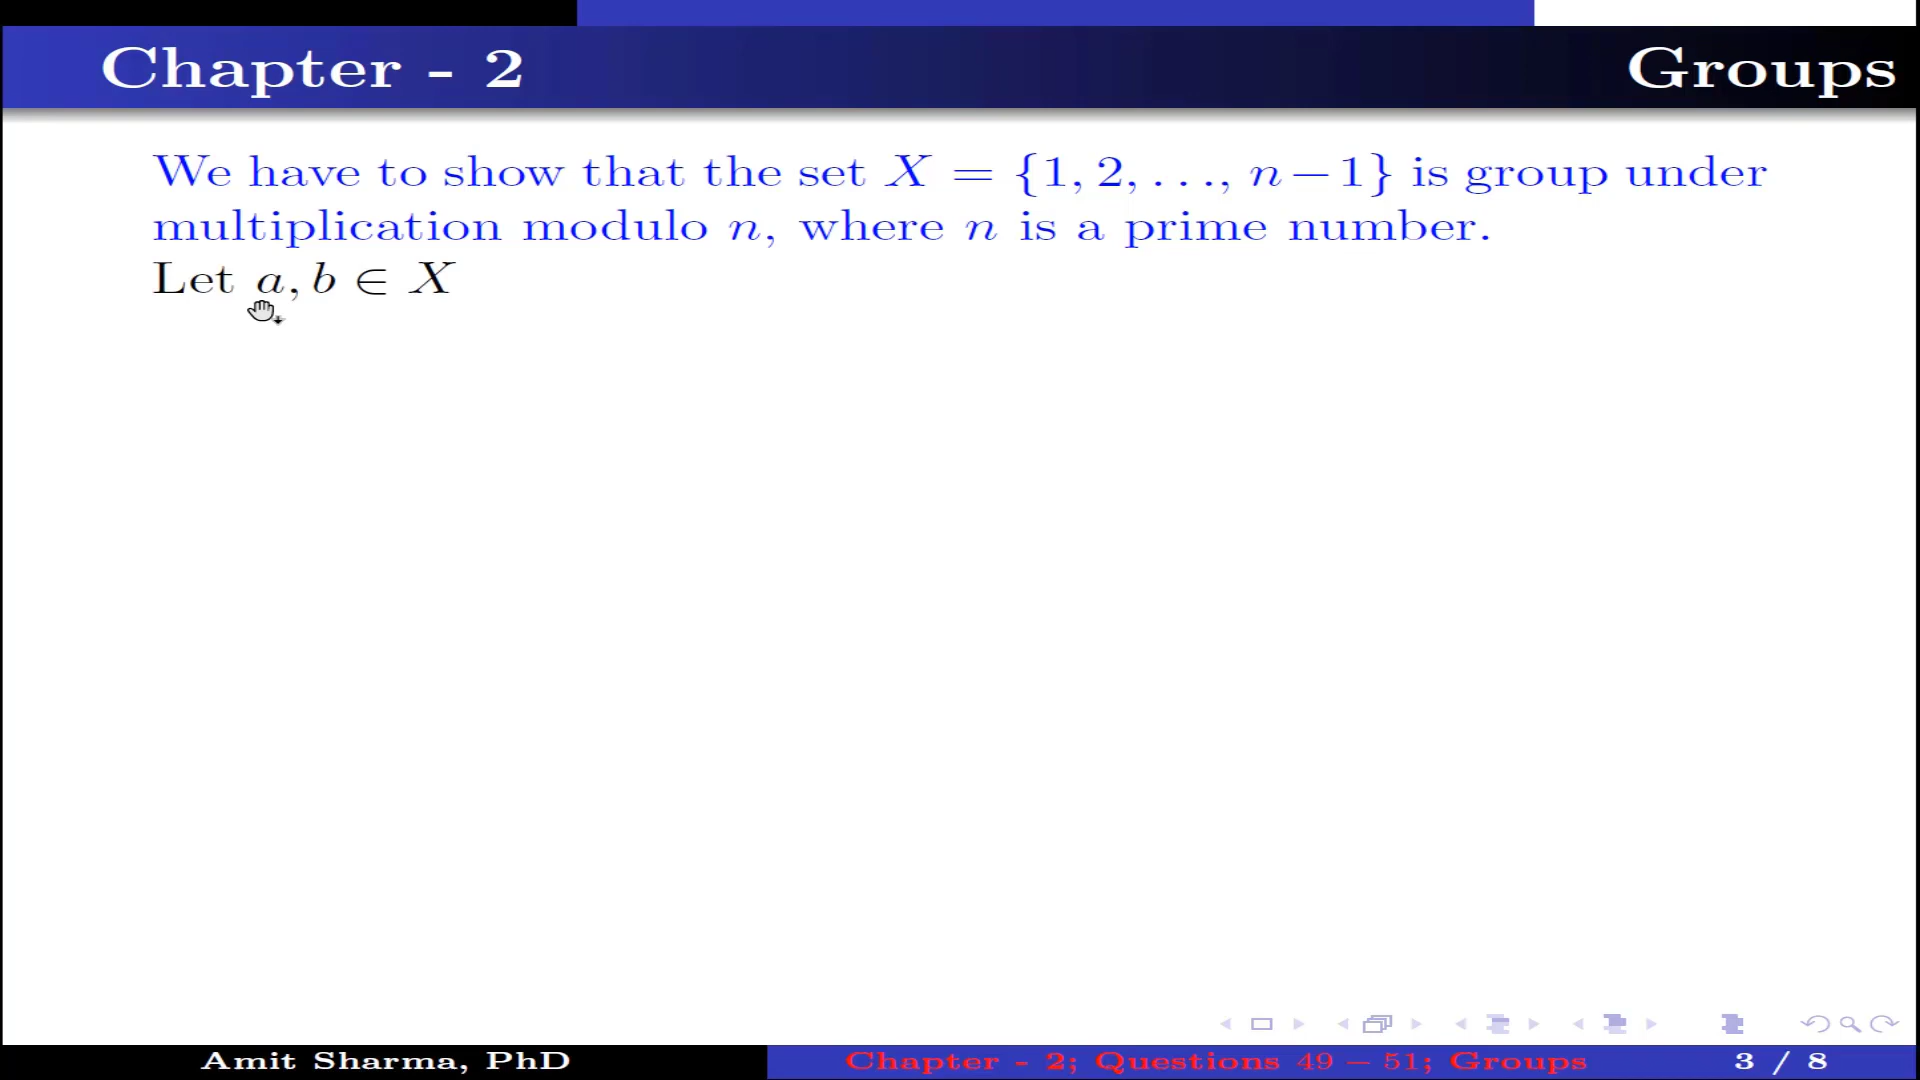 Chapter - 2 Groups
We have to show that the set X = {1, 2, . . ., n−1} is group under
multiplication modulo n, where n is a prime number.
Let a, b ∈ X
Amit Sharma, PhD Chapter - 2; Questions 49 – 51; Groups 3 / 8